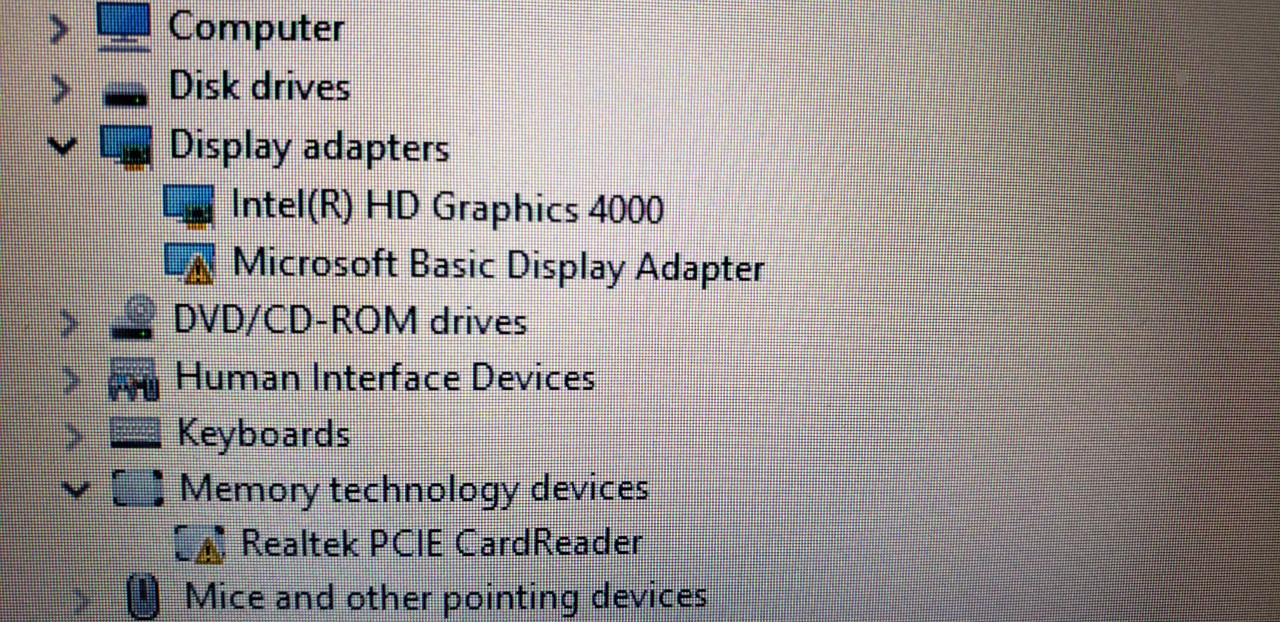 Computer
Disk drives
Display adapters
Intel(R) HD Graphics 4000
Microsoft Basic Display Adapter
DVD/CD-ROM drives
Human Interface Devices
Keyboards
Memory technology devices
Realtek PCIE CardReader
Mice and other pointing devices